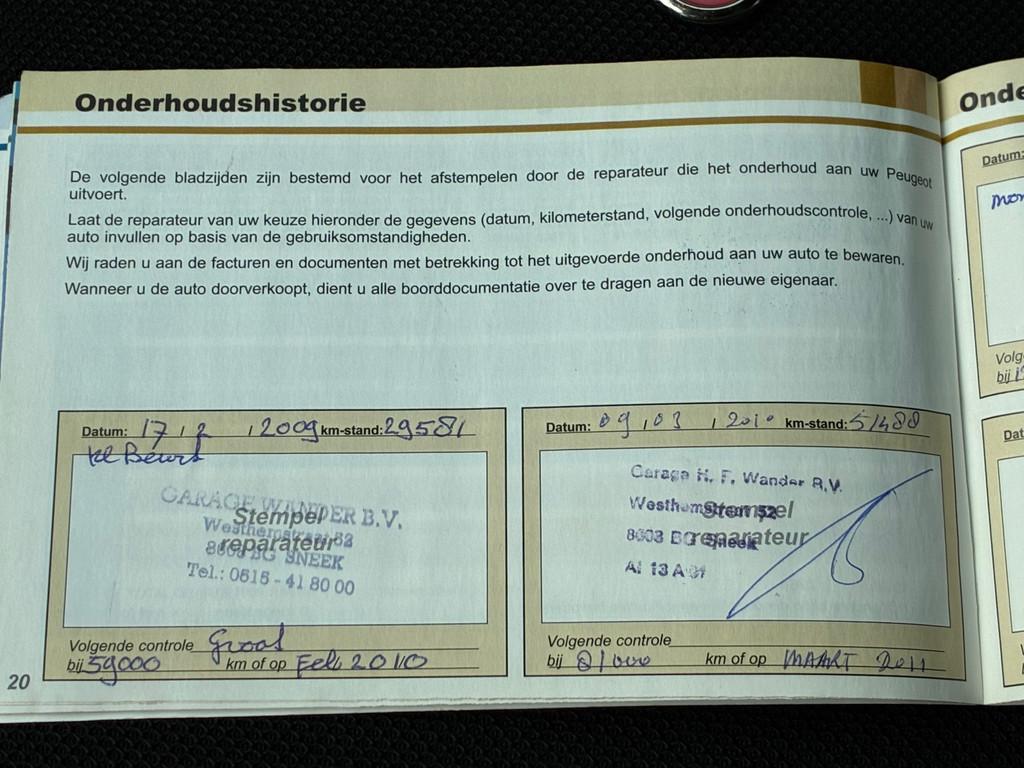 Onderhoudshistorie
De volgende bladzijden zijn bestemd voor het afstempelen door de reparateur die het onderhoud aan uw Peugeot
uitvoert.
Laat de reparateur van uw keuze hieronder de gegevens (datum, kilometerstand, volgende onderhoudscontrole, ...) van uw
auto invullen op basis van de gebruiksomstandigheden.
Wij raden u aan de facturen en documenten met betrekking tot het uitgevoerde onderhoud aan uw auto te bewaren.
Wanneer u de auto doorverkoopt, dient u alle boorddocumentatie over te dragen aan de nieuwe eigenaar.
Datum: 17 / 2 / 2009 km-stand: 29581
kl Beurt
GARAGE WANDER B.V.
Stempel
reparateur
SNEEK
Tel.: 0515 - 41 80 00
Volgende controle Groot
bij 59000 km of op Feb 2010
Datum: 09 / 03 / 2010 km-stand: 51488
Garage H. F. Wander B.V.
Stempel
reparateur
8603 Sneek
Volgende controle
bij 81000 km of op MAART 2011
20
Onde
Datum:
Volg
bij
Dat